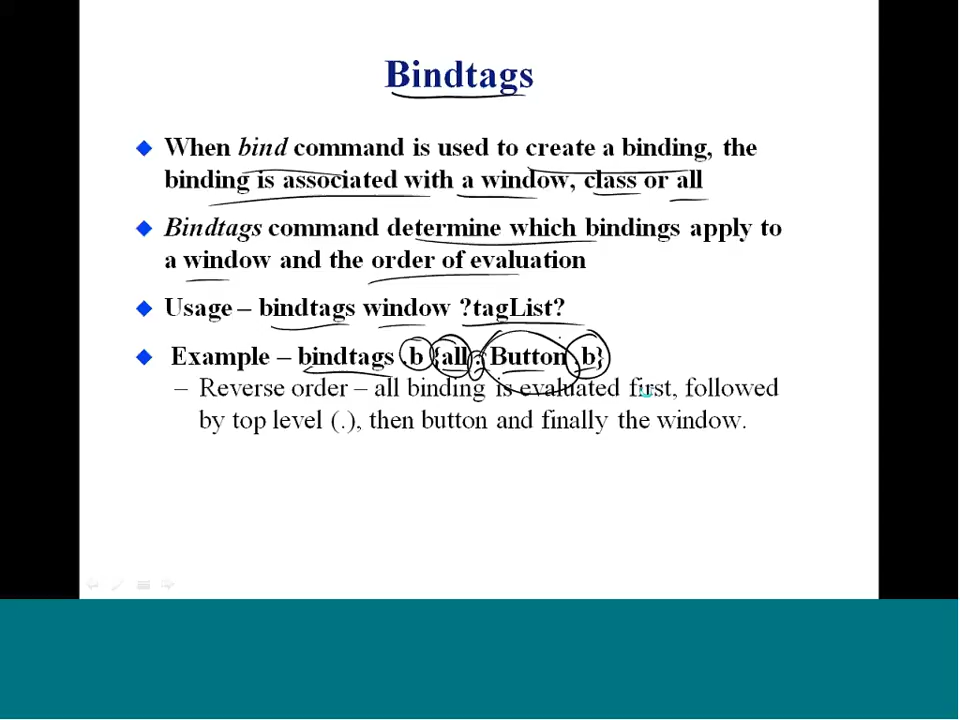 Bindtags
When bind command is used to create a binding, the
binding is associated with a window, class or all
Bindtags command determine which bindings apply to
a window and the order of evaluation
Usage – bindtags window ?tagList?
Example – bindtags .b {all . Button .b}
– Reverse order – all binding is evaluated first, followed
by top level (.), then button and finally the window.